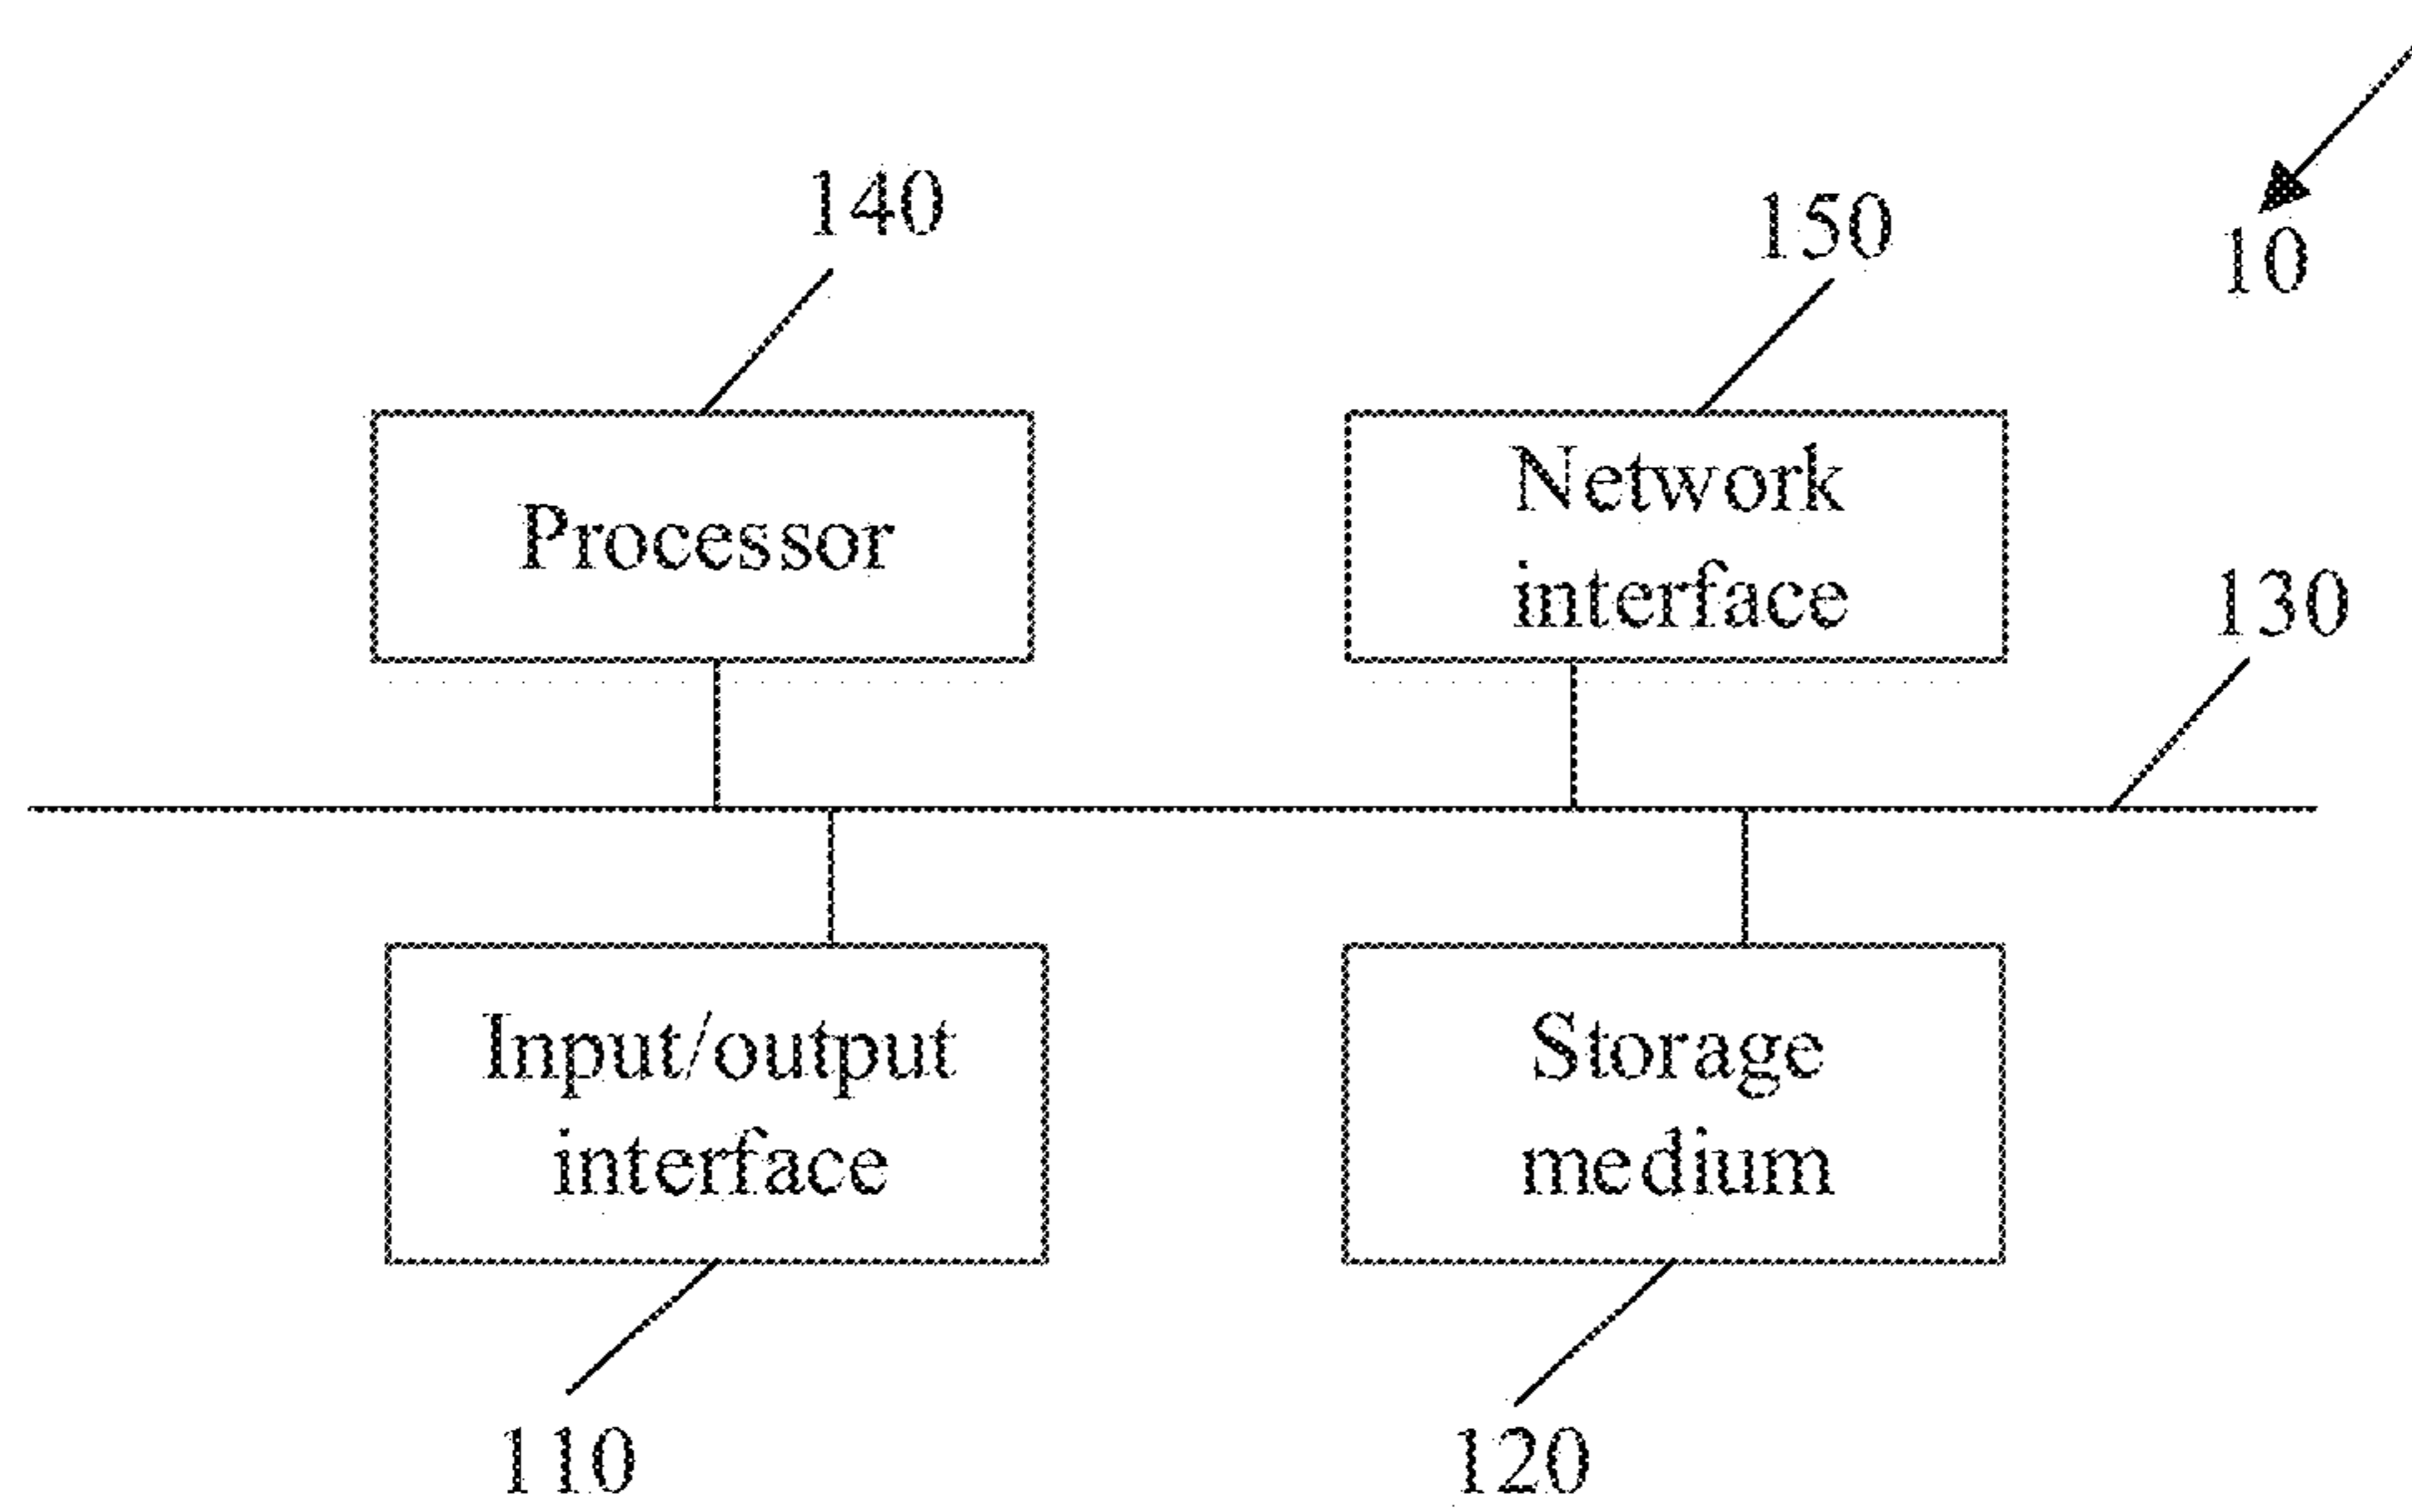 140
150
10
Processor
Network
interface
130
Input/output
interface
Storage
medium
110
120